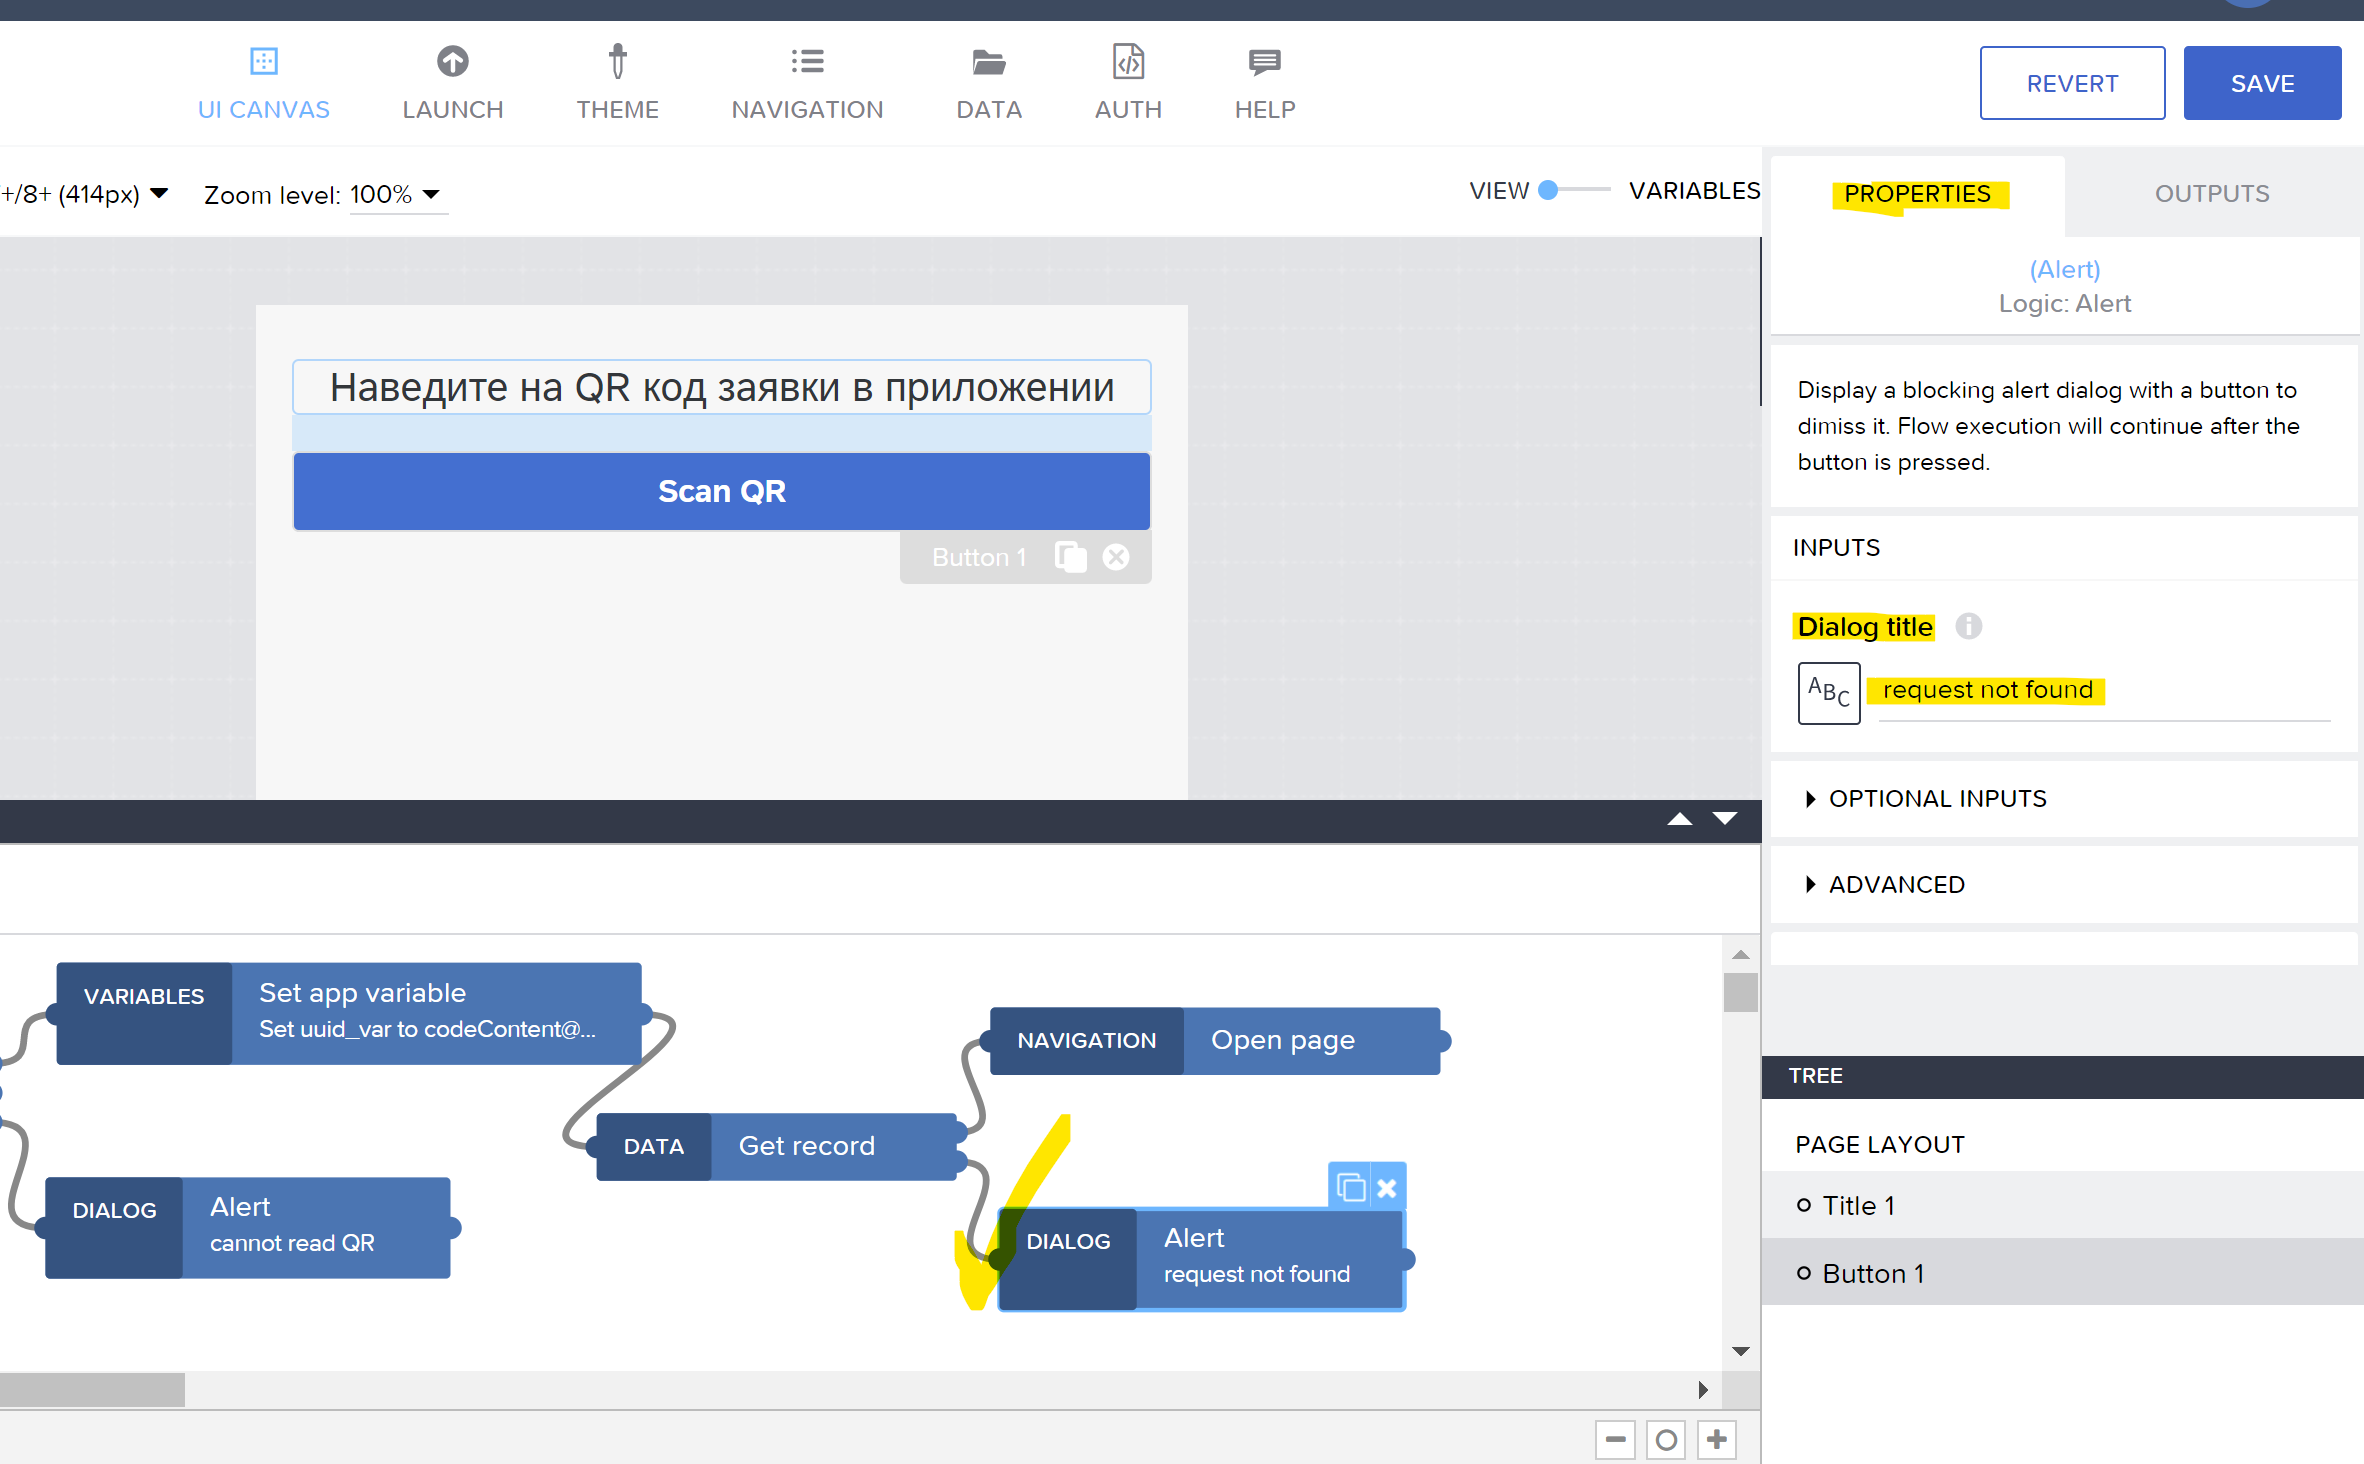 UI CANVAS
LAUNCH
THEME
NAVIGATION
DATA
AUTH
HELP
REVERT
SAVE
+/8+ (414px)
Zoom level: 100%
VIEW
VARIABLES
PROPERTIES
OUTPUTS
(Alert)
Logic: Alert
Display a blocking alert dialog with a button to
dimiss it. Flow execution will continue after the
button is pressed.
INPUTS
Dialog title
ABC
request not found
OPTIONAL INPUTS
ADVANCED
Наведите на QR код заявки в приложении
Scan QR
Button 1
VARIABLES
Set app variable
Set uuid_var to codeContent@...
DIALOG
Alert
cannot read QR
DATA
Get record
NAVIGATION
Open page
DIALOG
Alert
request not found
TREE
PAGE LAYOUT
Title 1
Button 1